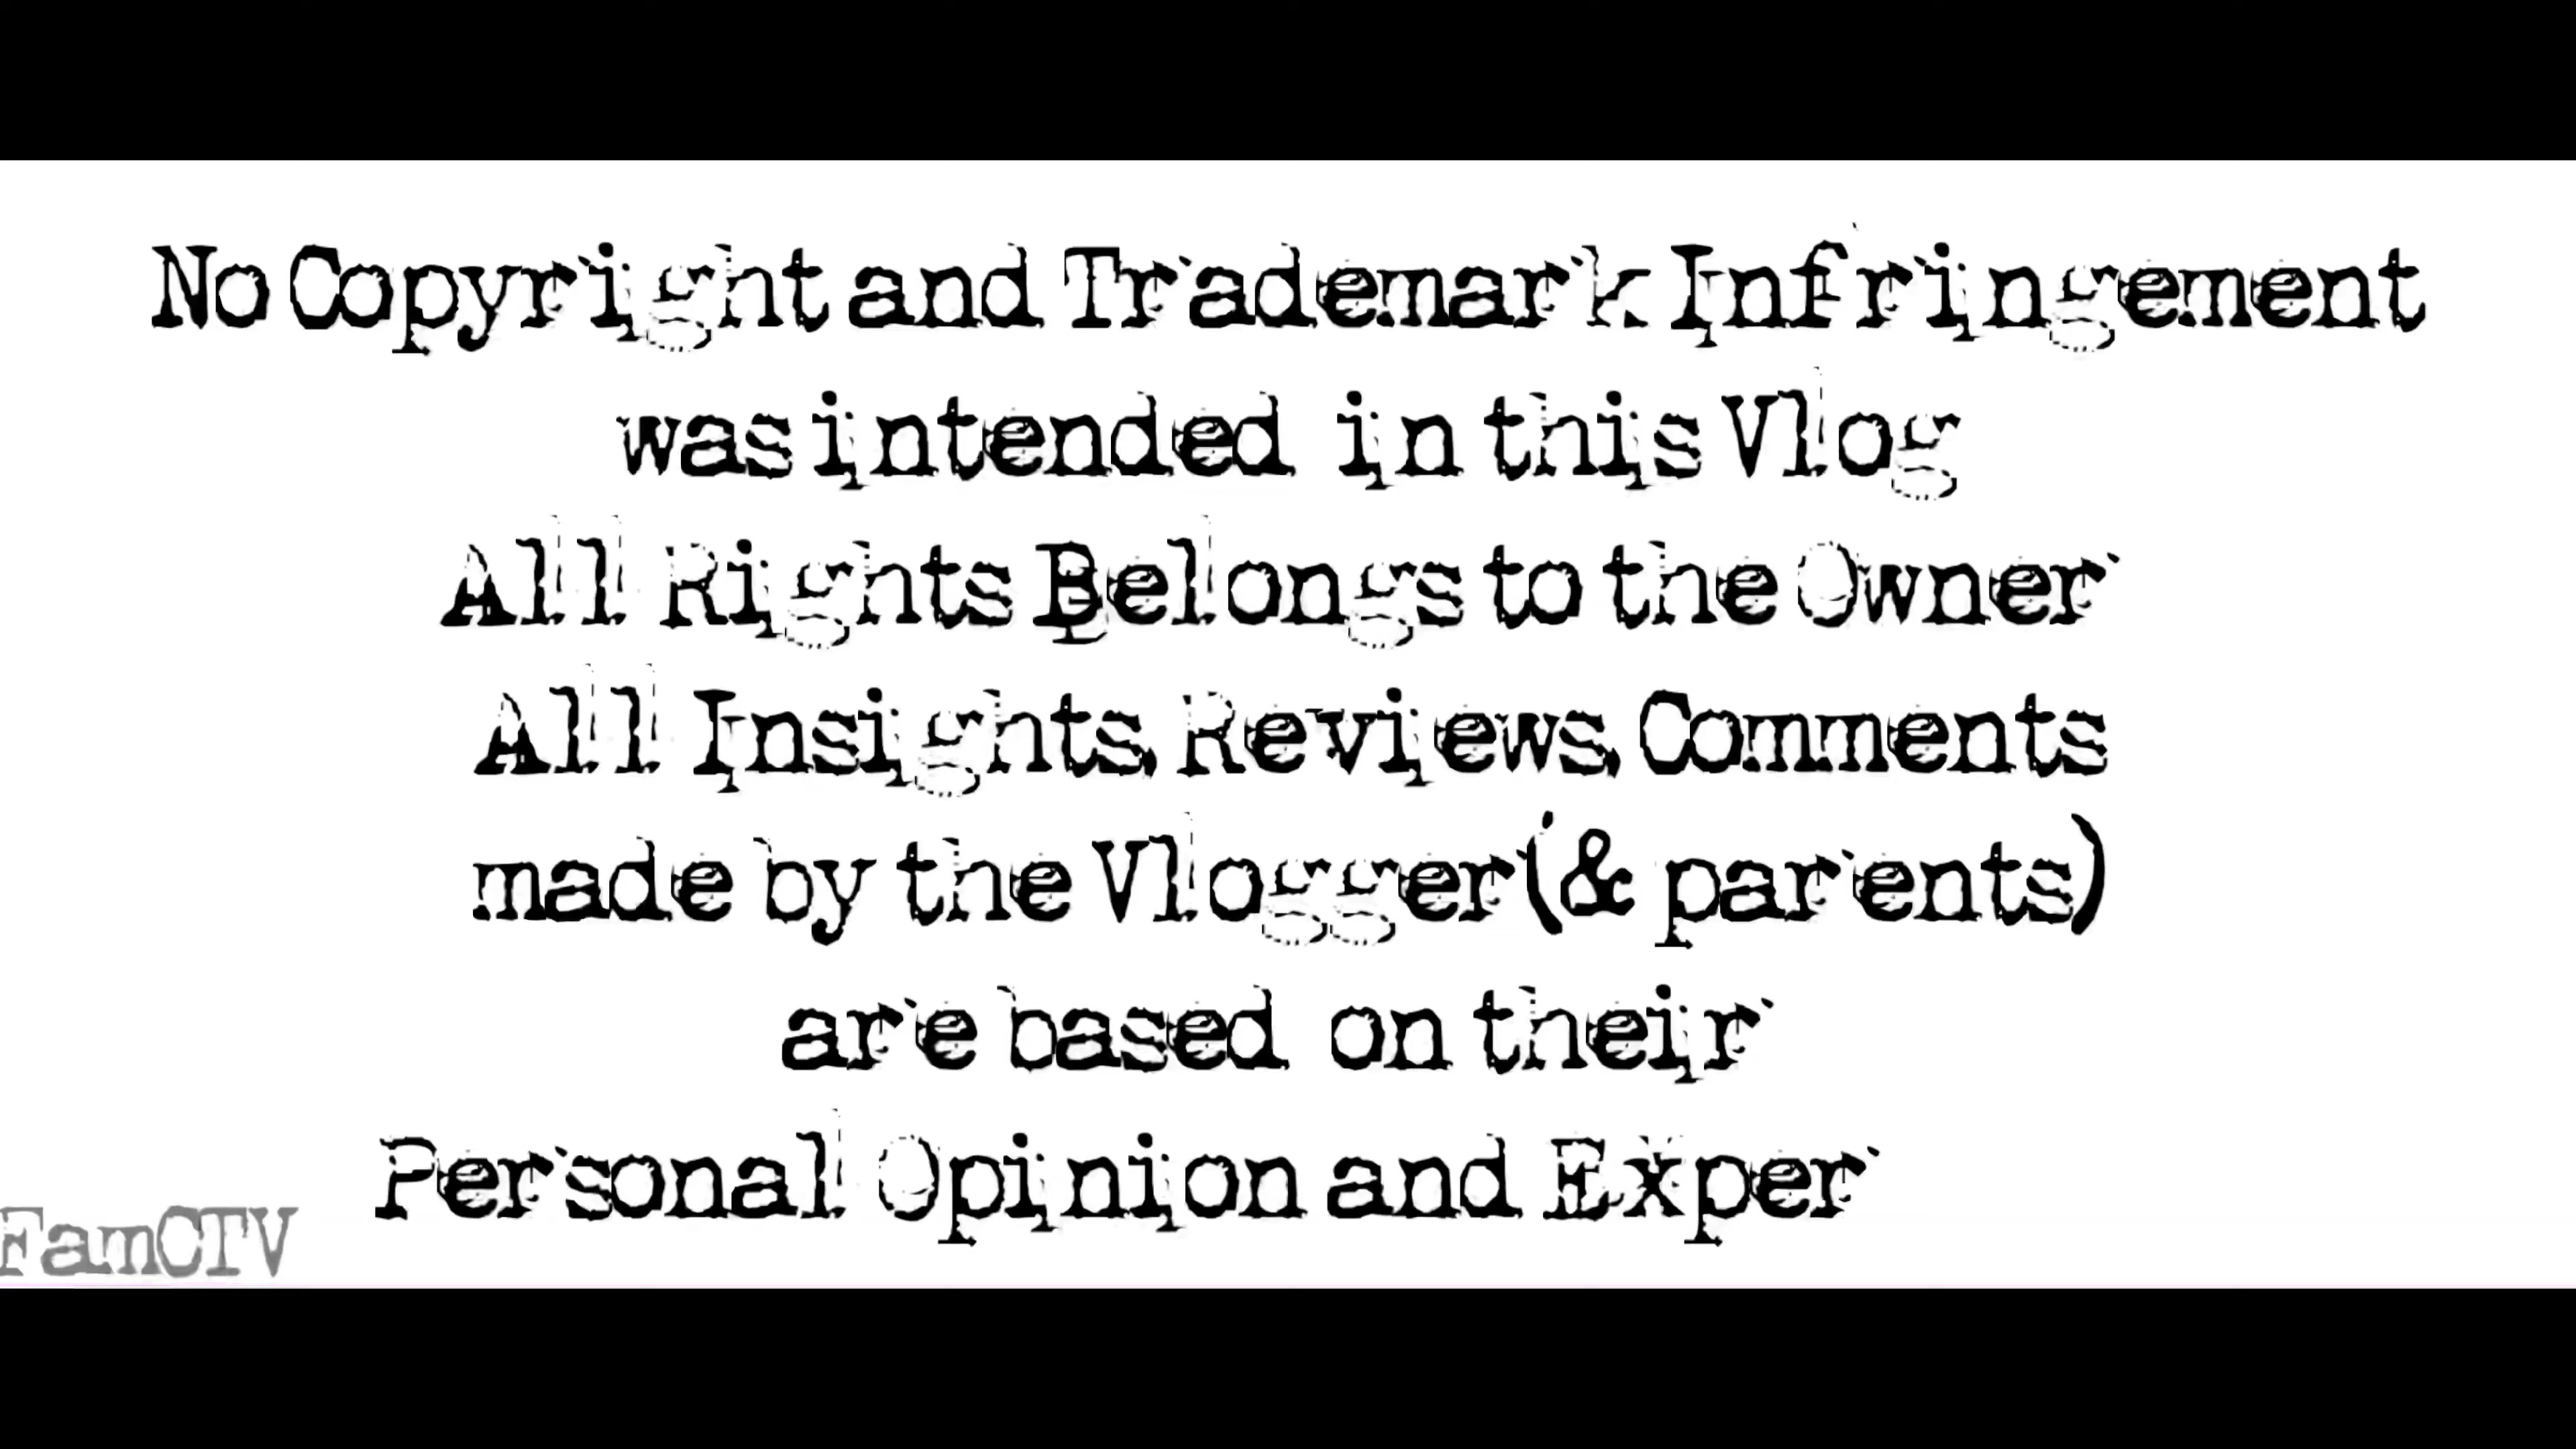 No Copyright and Trademark Infringement
was intended in this Vlog
All Rights Belongs to the Owner
All Insights, Reviews, Comments
made by the Vlogger(& parents)
are based on their
Personal Opinion and Exper
FamCTV